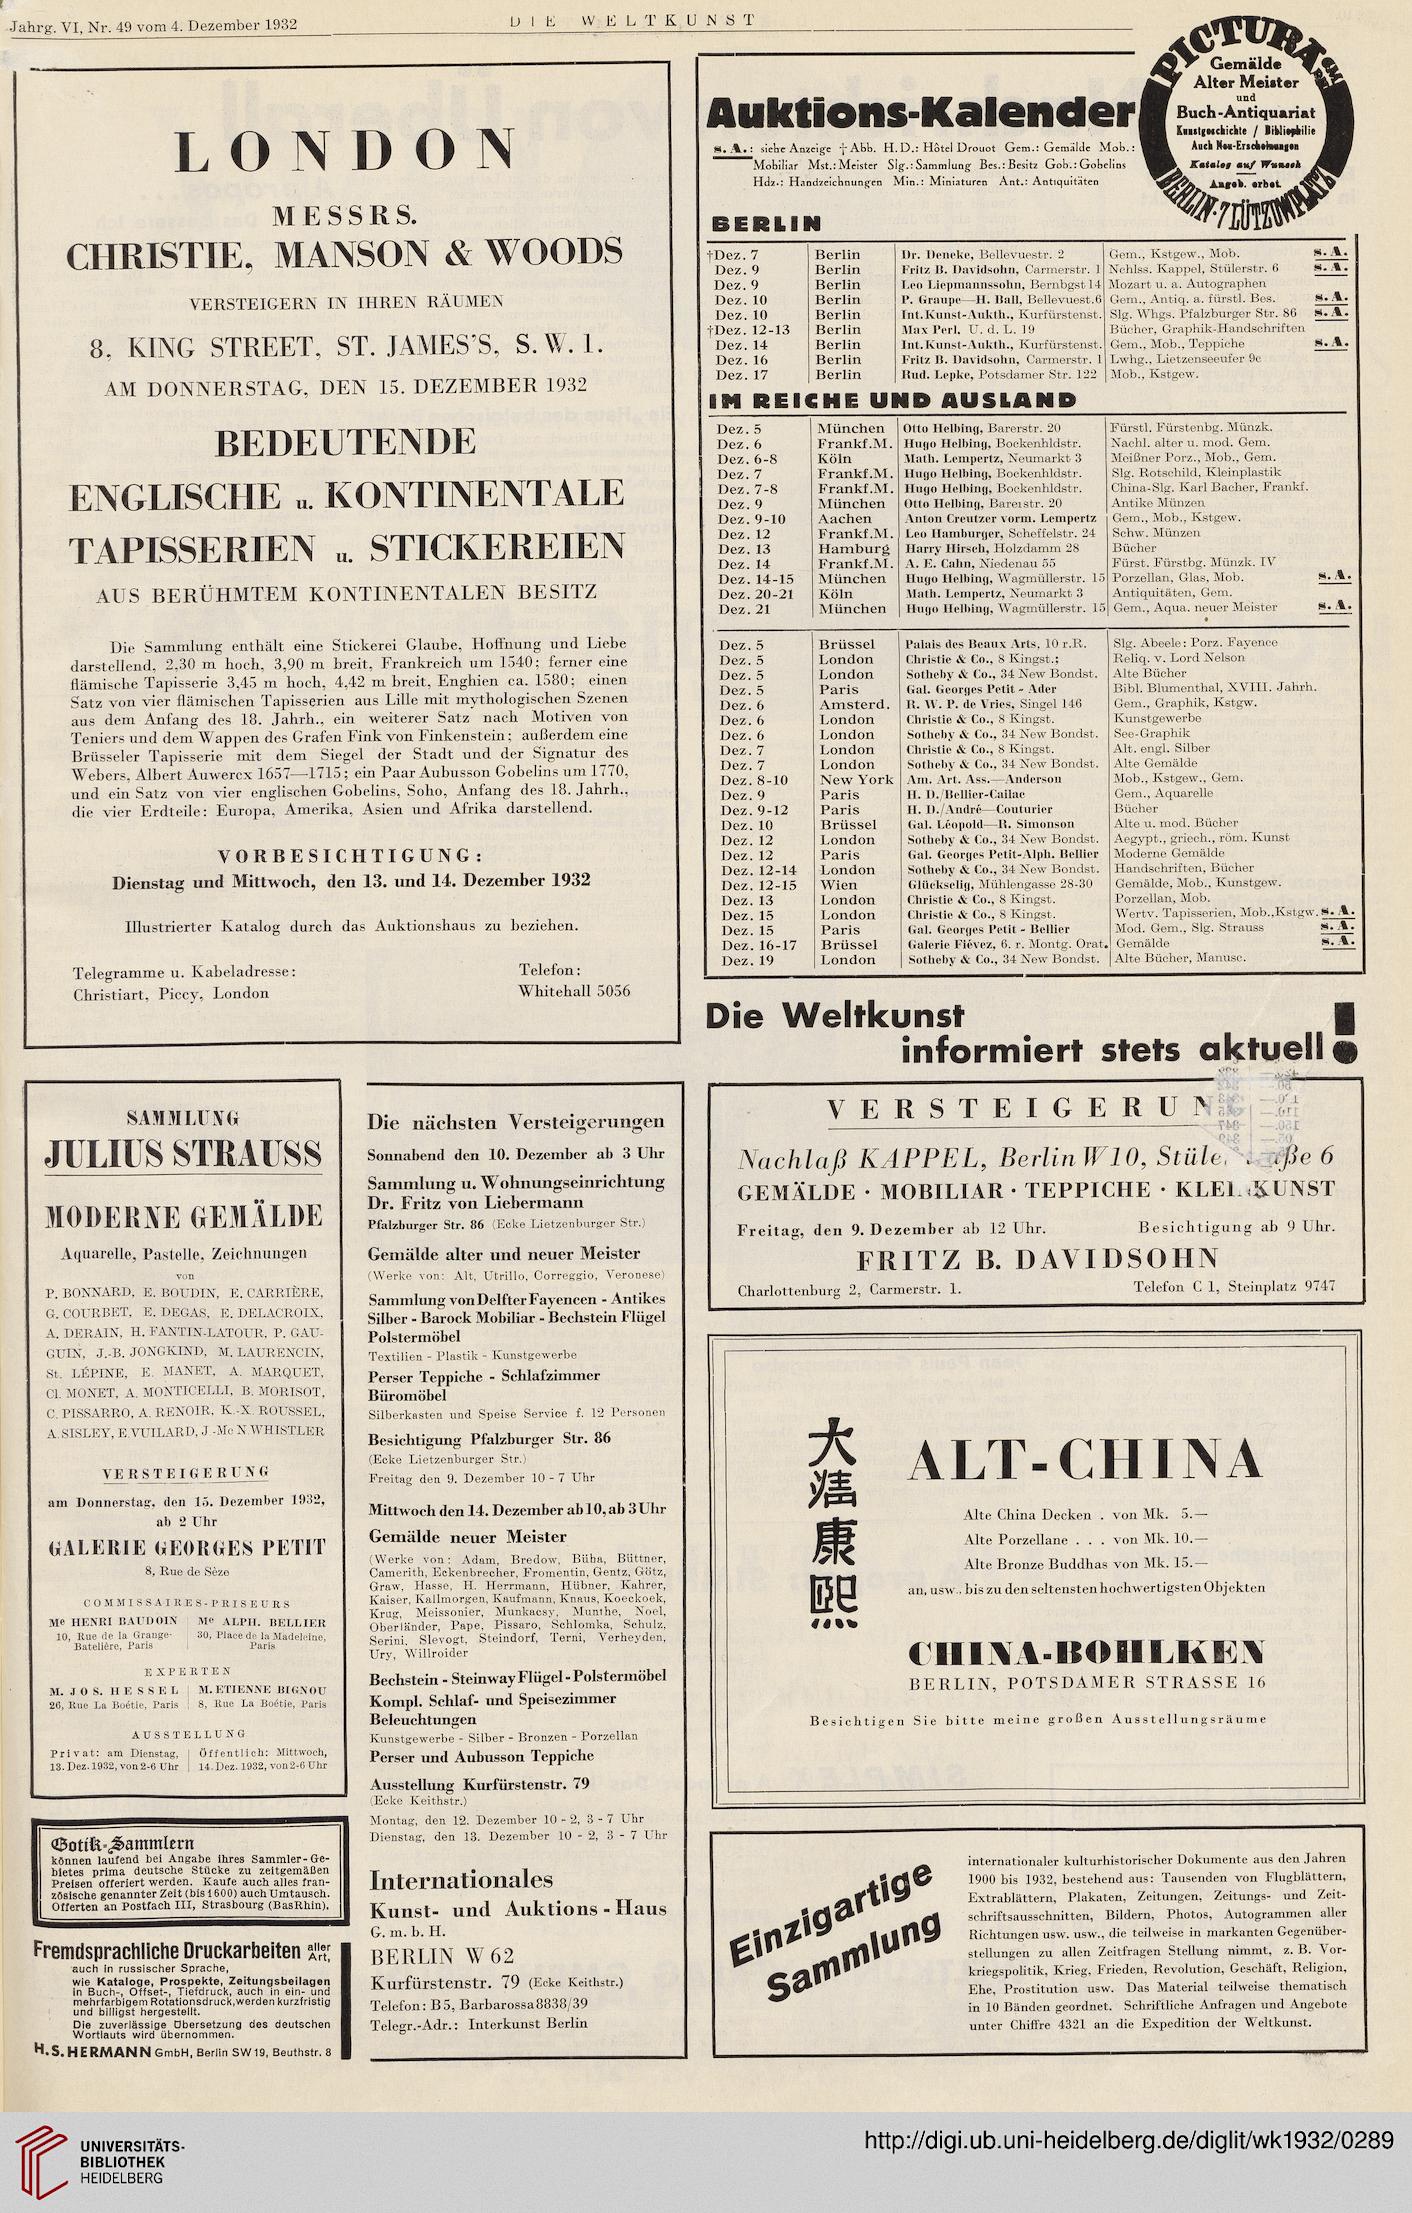 Jahrg. VI, Nr. 49 vom 4. Dezember 1932
DIE WELTKUNST
LONDON
MESSRS.
CHRISTIE, MANSON & WOODS
VERSTEIGERN IN IHREN RÄUMEN
8, KING STREET, ST. JAMES'S, S. W. 1.
AM DONNERSTAG, DEN 15. DEZEMBER 1932
BEDEUTENDE
ENGLISCHE u. KONTINENTALE
TAPISSERIEN u. STICKEREIEN
AUS BERÜHMTEM KONTINENTALEN BESITZ
Die Sammlung enthält eine Stickerei Glaube, Hoffnung und Liebe
darstellend, 2,30 m hoch, 3,90 m breit, Frankreich um 1540; ferner eine
flämische Tapisserie 3,45 m hoch, 4,42 m breit, Enghien ca. 1580; einen
Satz von vier flämischen Tapisserien aus Lille mit mythologischen Szenen
aus dem Anfang des 18. Jahrh., ein weiterer Satz nach Motiven von
Teniers und dem Wappen des Grafen Fink von Finkenstein; außerdem eine
Brüsseler Tapisserie mit dem Siegel der Stadt und der Signatur des
Webers, Albert Auwercx 1657—1715; ein Paar Aubusson Gobelins um 1770,
und ein Satz von vier englischen Gobelins, Soho, Anfang des 18. Jahrh.,
die vier Erdteile: Europa, Amerika, Asien und Afrika darstellend.
VORBESICHTIGUNG:
Dienstag und Mittwoch, den 13. und 14. Dezember 1932
Illustrierter Katalog durch das Auktionshaus zu beziehen.
Telegramme u. Kabeladresse: Telefon:
Christiart, Piccy, London Whitehall 5056
Auktions-Kalender
s. A.: siehe Anzeige † Abb. H. D.: Hôtel Drouot Gem.: Gemälde Mob.:
Mobiliar Mst.: Meister Slg.: Sammlung Bes.: Besitz Gob.: Gobelins
Hdz.: Handzeichnungen Min.: Miniaturen Ant.: Antiquitäten
PICTURA GMBH
Gemälde
Alter Meister
und
Buch-Antiquariat
Kunstgeschichte / Bibliophilie
Auch Neu-Erscheinungen
Katalog auf Wunsch
Angeb. erbet.
BERLIN·7 LÜTZOWPLATZ
BERLIN
†Dez. 7 Berlin Dr. Deneke, Bellevuestr. 2 Gem., Kstgew., Mob. s. A.
Dez. 9 Berlin Fritz B. Davidsohn, Carmerstr. 1 Nchlss. Kappel, Stülerstr. 6 s. A.
Dez. 9 Berlin Leo Liepmannssohn, Bernbgst 14 Mozart u. a. Autographen
Dez. 10 Berlin P. Graupe—H. Ball, Bellevuest.6 Gem., Antiq. a. fürstl. Bes. s. A.
Dez. 10 Berlin Int.Kunst-Aukth., Kurfürstenst. Slg. Whgs. Pfalzburger Str. 86 s. A.
†Dez. 12-13 Berlin Max Perl, U. d. L. 19 Bücher, Graphik-Handschriften
Dez. 14 Berlin Int.Kunst-Aukth., Kurfürstenst. Gem., Mob., Teppiche s. A.
Dez. 16 Berlin Fritz B. Davidsohn, Carmerstr. 1 Lwhg., Lietzenseeufer 9c
Dez. 17 Berlin Rud. Lepke, Potsdamer Str. 122 Mob., Kstgew.
IM REICHE UND AUSLAND
Dez. 5 München Otto Helbing, Barerstr. 20 Fürstl. Fürstenbg. Münzk.
Dez. 6 Frankf.M. Hugo Helbing, Bockenhldstr. Nachl. alter u. mod. Gem.
Dez. 6-8 Köln Math. Lempertz, Neumarkt 3 Meißner Porz., Mob., Gem.
Dez. 7 Frankf.M. Hugo Helbing, Bockenhldstr. Slg. Rotschild, Kleinplastik
Dez. 7-8 Frankf.M. Hugo Helbing, Bockenhldstr. China-Slg. Karl Bacher, Frankf.
Dez. 9 München Otto Helbing, Barerstr. 20 Antike Münzen
Dez. 9-10 Aachen Anton Creutzer vorm. Lempertz Gem., Mob., Kstgew.
Dez. 12 Frankf.M. Leo Hamburger, Scheffelstr. 24 Schw. Münzen
Dez. 13 Hamburg Harry Hirsch, Holzdamm 28 Bücher
Dez. 14 Frankf.M. A. E. Cahn, Niedenau 55 Fürst. Fürstbg. Münzk. IV
Dez. 14-15 München Hugo Helbing, Wagmüllerstr. 15 Porzellan, Glas, Mob. s. A.
Dez. 20-21 Köln Math. Lempertz, Neumarkt 3 Antiquitäten, Gem.
Dez. 21 München Hugo Helbing, Wagmüllerstr. 15 Gem., Aqua. neuer Meister s. A.
Dez. 5 Brüssel Palais des Beaux Arts, 10 r.R. Slg. Abeele: Porz. Fayence
Dez. 5 London Christie & Co., 8 Kingst.: Reliq. v. Lord Nelson
Dez. 5 London Sotheby & Co., 34 New Bondst. Alte Bücher
Dez. 5 Paris Gal. Georges Petit - Ader Bibl. Blumenthal, XVIII. Jahrh.
Dez. 6 Amsterd. R. W. P. de Vries, Singel 146 Gem., Graphik, Kstgw.
Dez. 6 London Christie & Co., 8 Kingst. Kunstgewerbe
Dez. 6 London Sotheby & Co., 34 New Bondst. See-Graphik
Dez. 7 London Christie & Co., 8 Kingst. Alt. engl. Silber
Dez. 7 London Sotheby & Co., 34 New Bondst. Alte Gemälde
Dez. 8-10 New York Am. Art. Ass.—Anderson Mob., Kstgew., Gem.
Dez. 9 Paris H. D./Bellier-Cailac Gem., Aquarelle
Dez. 9-12 Paris H. D./André—Couturier Bücher
Dez. 10 Brüssel Gal. Léopold—R. Simonson Alte u. mod. Bücher
Dez. 12 London Sotheby & Co., 34 New Bondst. Aegypt., griech., röm. Kunst
Dez. 12 Paris Gal. Georges Petit-Alph. Bellier Moderne Gemälde
Dez. 12-14 London Sotheby & Co., 34 New Bondst. Handschriften, Bücher
Dez. 12-15 Wien Glückselig, Mühlengasse 28-30 Gemälde, Mob., Kunstgew.
Dez. 13 London Christie & Co., 8 Kingst. Porzellan, Mob.
Dez. 15 London Christie & Co., 8 Kingst. Wertv. Tapisserien, Mob.,Kstgw. s. A.
Dez. 15 Paris Gal. Georges Petit - Bellier Mod. Gem., Slg. Strauss s. A.
Dez. 16-17 Brüssel Galerie Fiévez, 6. r. Montg. Orat. Gemälde s. A.
Dez. 19 London Sotheby & Co., 34 New Bondst. Alte Bücher, Manusc.
Die Weltkunst
informiert stets aktuell!
SAMMLUNG
JULIUS STRAUSS
MODERNE GEMÄLDE
Aquarelle, Pastelle, Zeichnungen
von
P. BONNARD, E. BOUDIN, E. CARRIÈRE,
G. COURBET, E. DEGAS, E. DELACROIX,
A. DERAIN, H. FANTIN-LATOUR, P. GAU-
GUIN, J.-B. JONGKIND, M. LAURENCIN,
St. LÉPINE, E. MANET, A. MARQUET,
Cl. MONET, A. MONTICELLI, B. MORISOT,
C. PISSARRO, A. RENOIR, K.-X. ROUSSEL,
A. SISLEY, E. VUILARD, J.-Mc N.WHISTLER
VERSTEIGERUNG
am Donnerstag, den 15. Dezember 1932,
ab 2 Uhr
GALERIE GEORGES PETIT
8, Rue de Sèze
COMMISSAIRES-PRISEURS
Me HENRI BAUDOIN Me ALPH. BELLIER
10, Rue de la Grange- 30, Place de la Madeleine,
Batelière, Paris Paris
EXPERTEN
M. JOS. HESSEL M. ETIENNE BIGNOU
26, Rue La Boëtie, Paris 8, Rue La Boëtie, Paris
AUSSTELLUNG
Privat: am Dienstag, Öffentlich: Mittwoch,
13. Dez. 1932, von 2-6 Uhr 14. Dez. 1932, von 2-6 Uhr
Gotik-Sammlern
können laufend bei Angabe ihres Sammler-Ge-
bietes prima deutsche Stücke zu zeitgemäßen
Preisen offeriert werden. Kaufe auch alles fran-
zösische genannter Zeit (bis 1600) auch Umtausch.
Offerten an Postfach III, Strasbourg (BasRhin).
Fremdsprachliche Druckarbeiten aller Art,
auch in russischer Sprache,
wie Kataloge, Prospekte, Zeitungsbeilagen
in Buch-, Offset-, Tiefdruck, auch in ein- und
mehrfarbigem Rotationsdruck, werden kurzfristig
und billigst hergestellt.
Die zuverlässige Übersetzung des deutschen
Wortlauts wird übernommen.
H. S. HERMANN GmbH, Berlin SW 19, Beuthstr. 8
Die nächsten Versteigerungen
Sonnabend den 10. Dezember ab 3 Uhr
Sammlung u. Wohnungseinrichtung
Dr. Fritz von Liebermann
Pfalzburger Str. 86 (Ecke Lietzenburger Str.)
Gemälde alter und neuer Meister
(Werke von: Alt, Utrillo, Correggio, Veronese)
Sammlung von Delfter Fayencen - Antikes
Silber - Barock Mobiliar - Bechstein Flügel
Polstermöbel
Textilien - Plastik - Kunstgewerbe
Perser Teppiche - Schlafzimmer
Büromöbel
Silberkasten und Speise Service f. 12 Personen
Besichtigung Pfalzburger Str. 86
(Ecke Lietzenburger Str.)
Freitag den 9. Dezember 10 - 7 Uhr
Mittwoch den 14. Dezember ab 10, ab 3 Uhr
Gemälde neuer Meister
(Werke von: Adam, Bredow, Büha, Büttner,
Camerith, Eckenbrecher, Fromentin, Gentz, Götz,
Graw, Hasse, H. Herrmann, Hübner, Kahrer,
Kaiser, Kallmorgen, Kaufmann, Knaus, Koeckoek,
Krug, Meissonier, Munkacsy, Munthe, Noel,
Oberländer, Pape, Pissaro, Schlomka, Schulz,
Serini, Slevogt, Steindorf, Terni, Verheyden,
Ury, Willroider
Bechstein - Steinway Flügel - Polstermöbel
Kompl. Schlaf- und Speisezimmer
Beleuchtungen
Kunstgewerbe - Silber - Bronzen - Porzellan
Perser und Aubusson Teppiche
Ausstellung Kurfürstenstr. 79
(Ecke Keithstr.)
Montag, den 12. Dezember 10 - 2, 3 - 7 Uhr
Dienstag, den 13. Dezember 10 - 2, 3 - 7 Uhr
Internationales
Kunst- und Auktions-Haus
G. m. b. H.
BERLIN W 62
Kurfürstenstr. 79 (Ecke Keithstr.)
Telefon: B 5, Barbarossa 8838/39
Telegr.-Adr.: Interkunst Berlin
VERSTEIGERUN
Nachlaß KAPPEL, Berlin W 10, Stüle aße 6
GEMÄLDE · MOBILIAR · TEPPICHE · KLEI KUNST
Freitag, den 9. Dezember ab 12 Uhr. Besichtigung ab 9 Uhr.
FRITZ B. DAVIDSOHN
Charlottenburg 2, Carmerstr. 1. Telefon C 1, Steinplatz 9747
大清康熙
ALT-CHINA
Alte China Decken . von Mk. 5.—
Alte Porzellane . . . von Mk. 10.—
Alte Bronze Buddhas von Mk. 15.—
an, usw., bis zu den seltensten hochwertigsten Objekten
CHINA-BOHLKEN
BERLIN, POTSDAMER STRASSE 16
Besichtigen Sie bitte meine großen Ausstellungsräume
Einzigartige
Sammlung
internationaler kulturhistorischer Dokumente aus den Jahren
1900 bis 1932, bestehend aus: Tausenden von Flugblättern,
Extrablättern, Plakaten, Zeitungen, Zeitungs- und Zeit-
schriftsausschnitten, Bildern, Photos, Autogrammen aller
Richtungen usw. usw., die teilweise in markanten Gegenüber-
stellungen zu allen Zeitfragen Stellung nimmt, z. B. Vor-
kriegspolitik, Krieg, Frieden, Revolution, Geschäft, Religion,
Ehe, Prostitution usw. Das Material teilweise thematisch
in 10 Bänden geordnet. Schriftliche Anfragen und Angebote
unter Chiffre 4321 an die Expedition der Weltkunst.
UNIVERSITÄTS-
BIBLIOTHEK
HEIDELBERG
http://digi.ub.uni-heidelberg.de/diglit/wk1932/0289